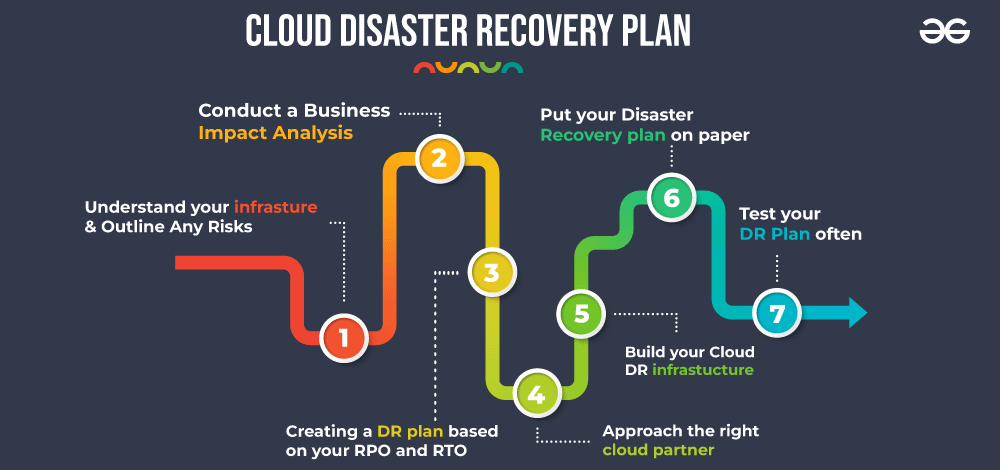 CLOUD DISASTER RECOVERY PLAN
Conduct a Business
Impact Analysis
Put your Disaster
Recovery plan on paper
2
6
Understand your infrasture
& Outline Any Risks
Test your
DR Plan often
3
1
5
7
Build your Cloud
DR infrastucture
4
Creating a DR plan based
on your RPO and RTO
Approach the right
cloud partner